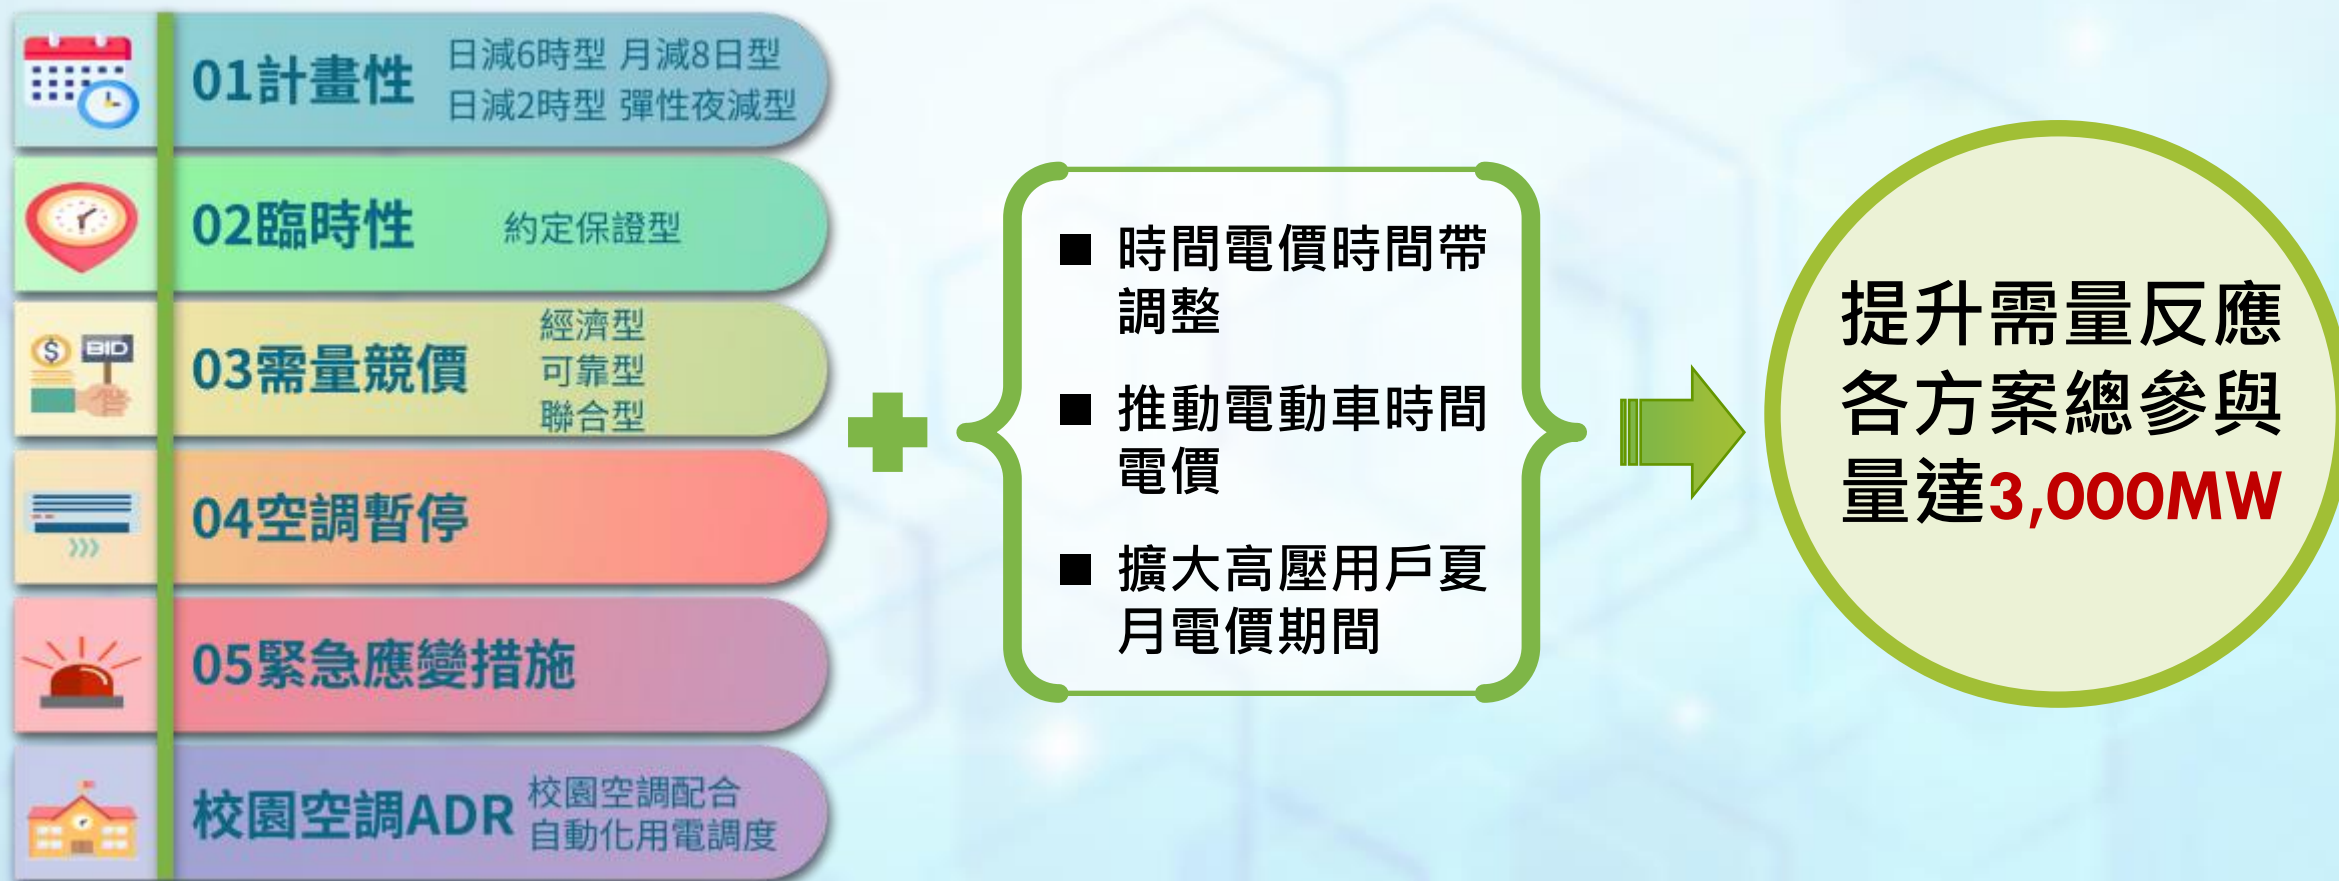 01計畫性
日減6時型 月減8日型
日減2時型 彈性夜減型
02臨時性
約定保證型
BID
03需量競價
經濟型
可靠型
聯合型
04空調暫停
05緊急應變措施
校園空調ADR
校園空調配合
自動化用電調度
■ 時間電價時間帶
調整
■ 推動電動車時間
電價
■ 擴大高壓用戶夏
月電價期間
提升需量反應
各方案總參與
量達3,000MW